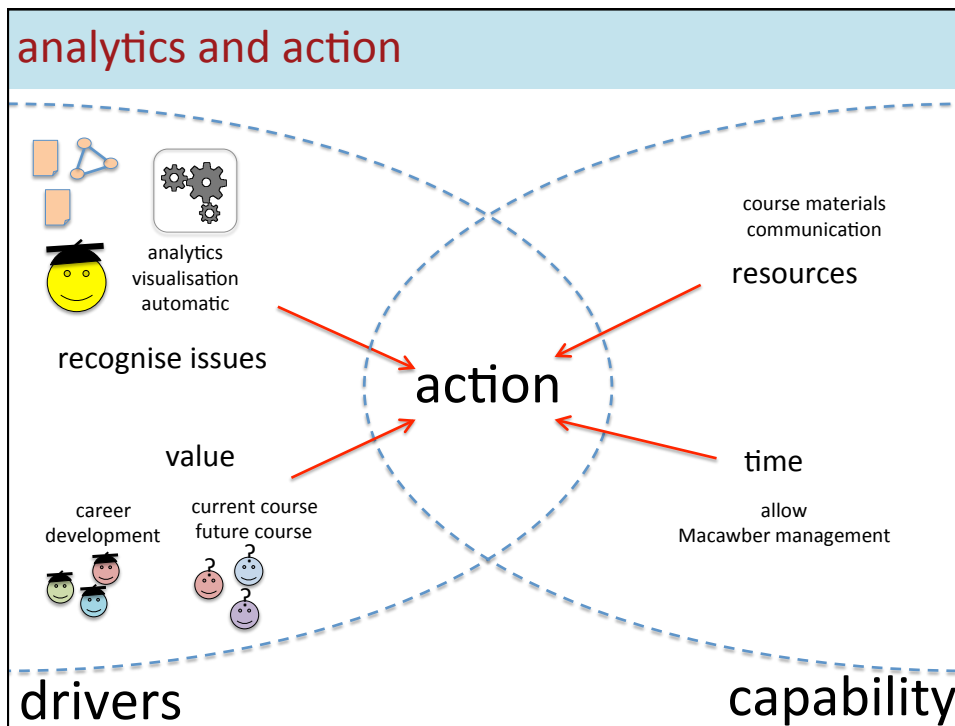 analytics and action
analytics
visualisation
automatic
recognise issues
course materials
communication
resources
action
value
career
development
current course
future course
? ? ?
time
allow
Macawber management
drivers
capability